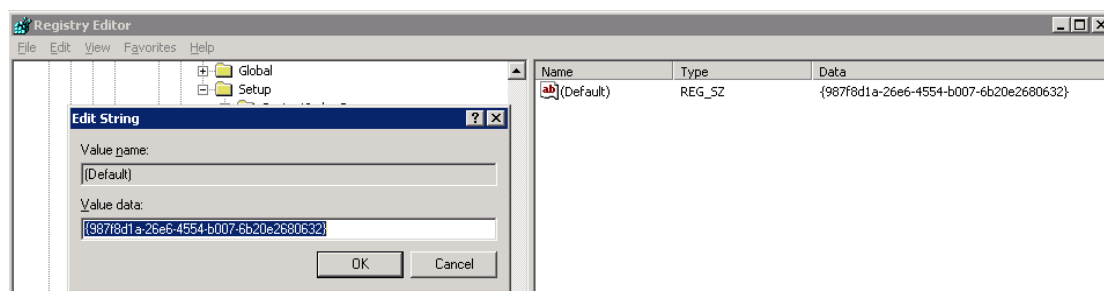 Registry Editor
File Edit View Favorites Help
Global
Setup
Name Type Data
ab (Default) REG_SZ {987f8d1a-26e6-4554-b007-6b20e2680632}
Edit String
Value name:
(Default)
Value data:
{987f8d1a-26e6-4554-b007-6b20e2680632}
OK Cancel